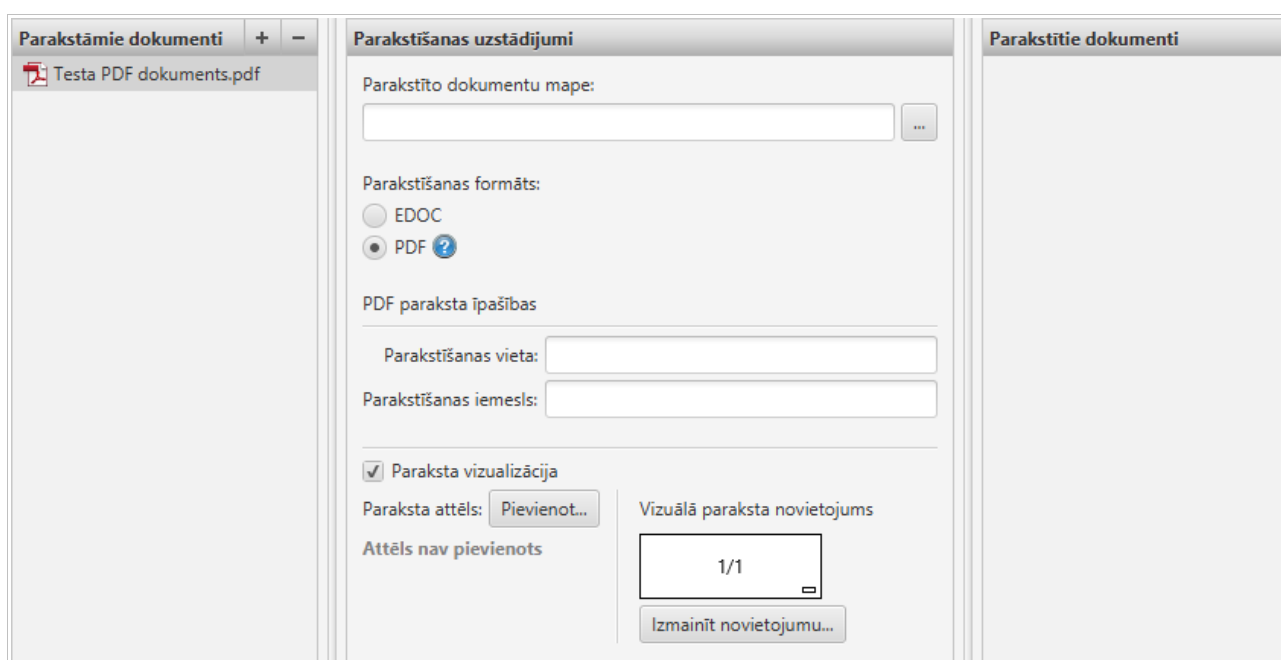 Parakstāmie dokumenti + −
Testa PDF dokuments.pdf
Parakstīšanas uzstādījumi
Parakstīto dokumentu mape:
...
Parakstīšanas formāts:
EDOC
PDF ?
PDF paraksta īpašības
Parakstīšanas vieta:
Parakstīšanas iemesls:
Paraksta vizualizācija
Paraksta attēls: Pievienot...
Attēls nav pievienots
Vizuālā paraksta novietojums
1/1
Izmainīt novietojumu...
Parakstītie dokumenti